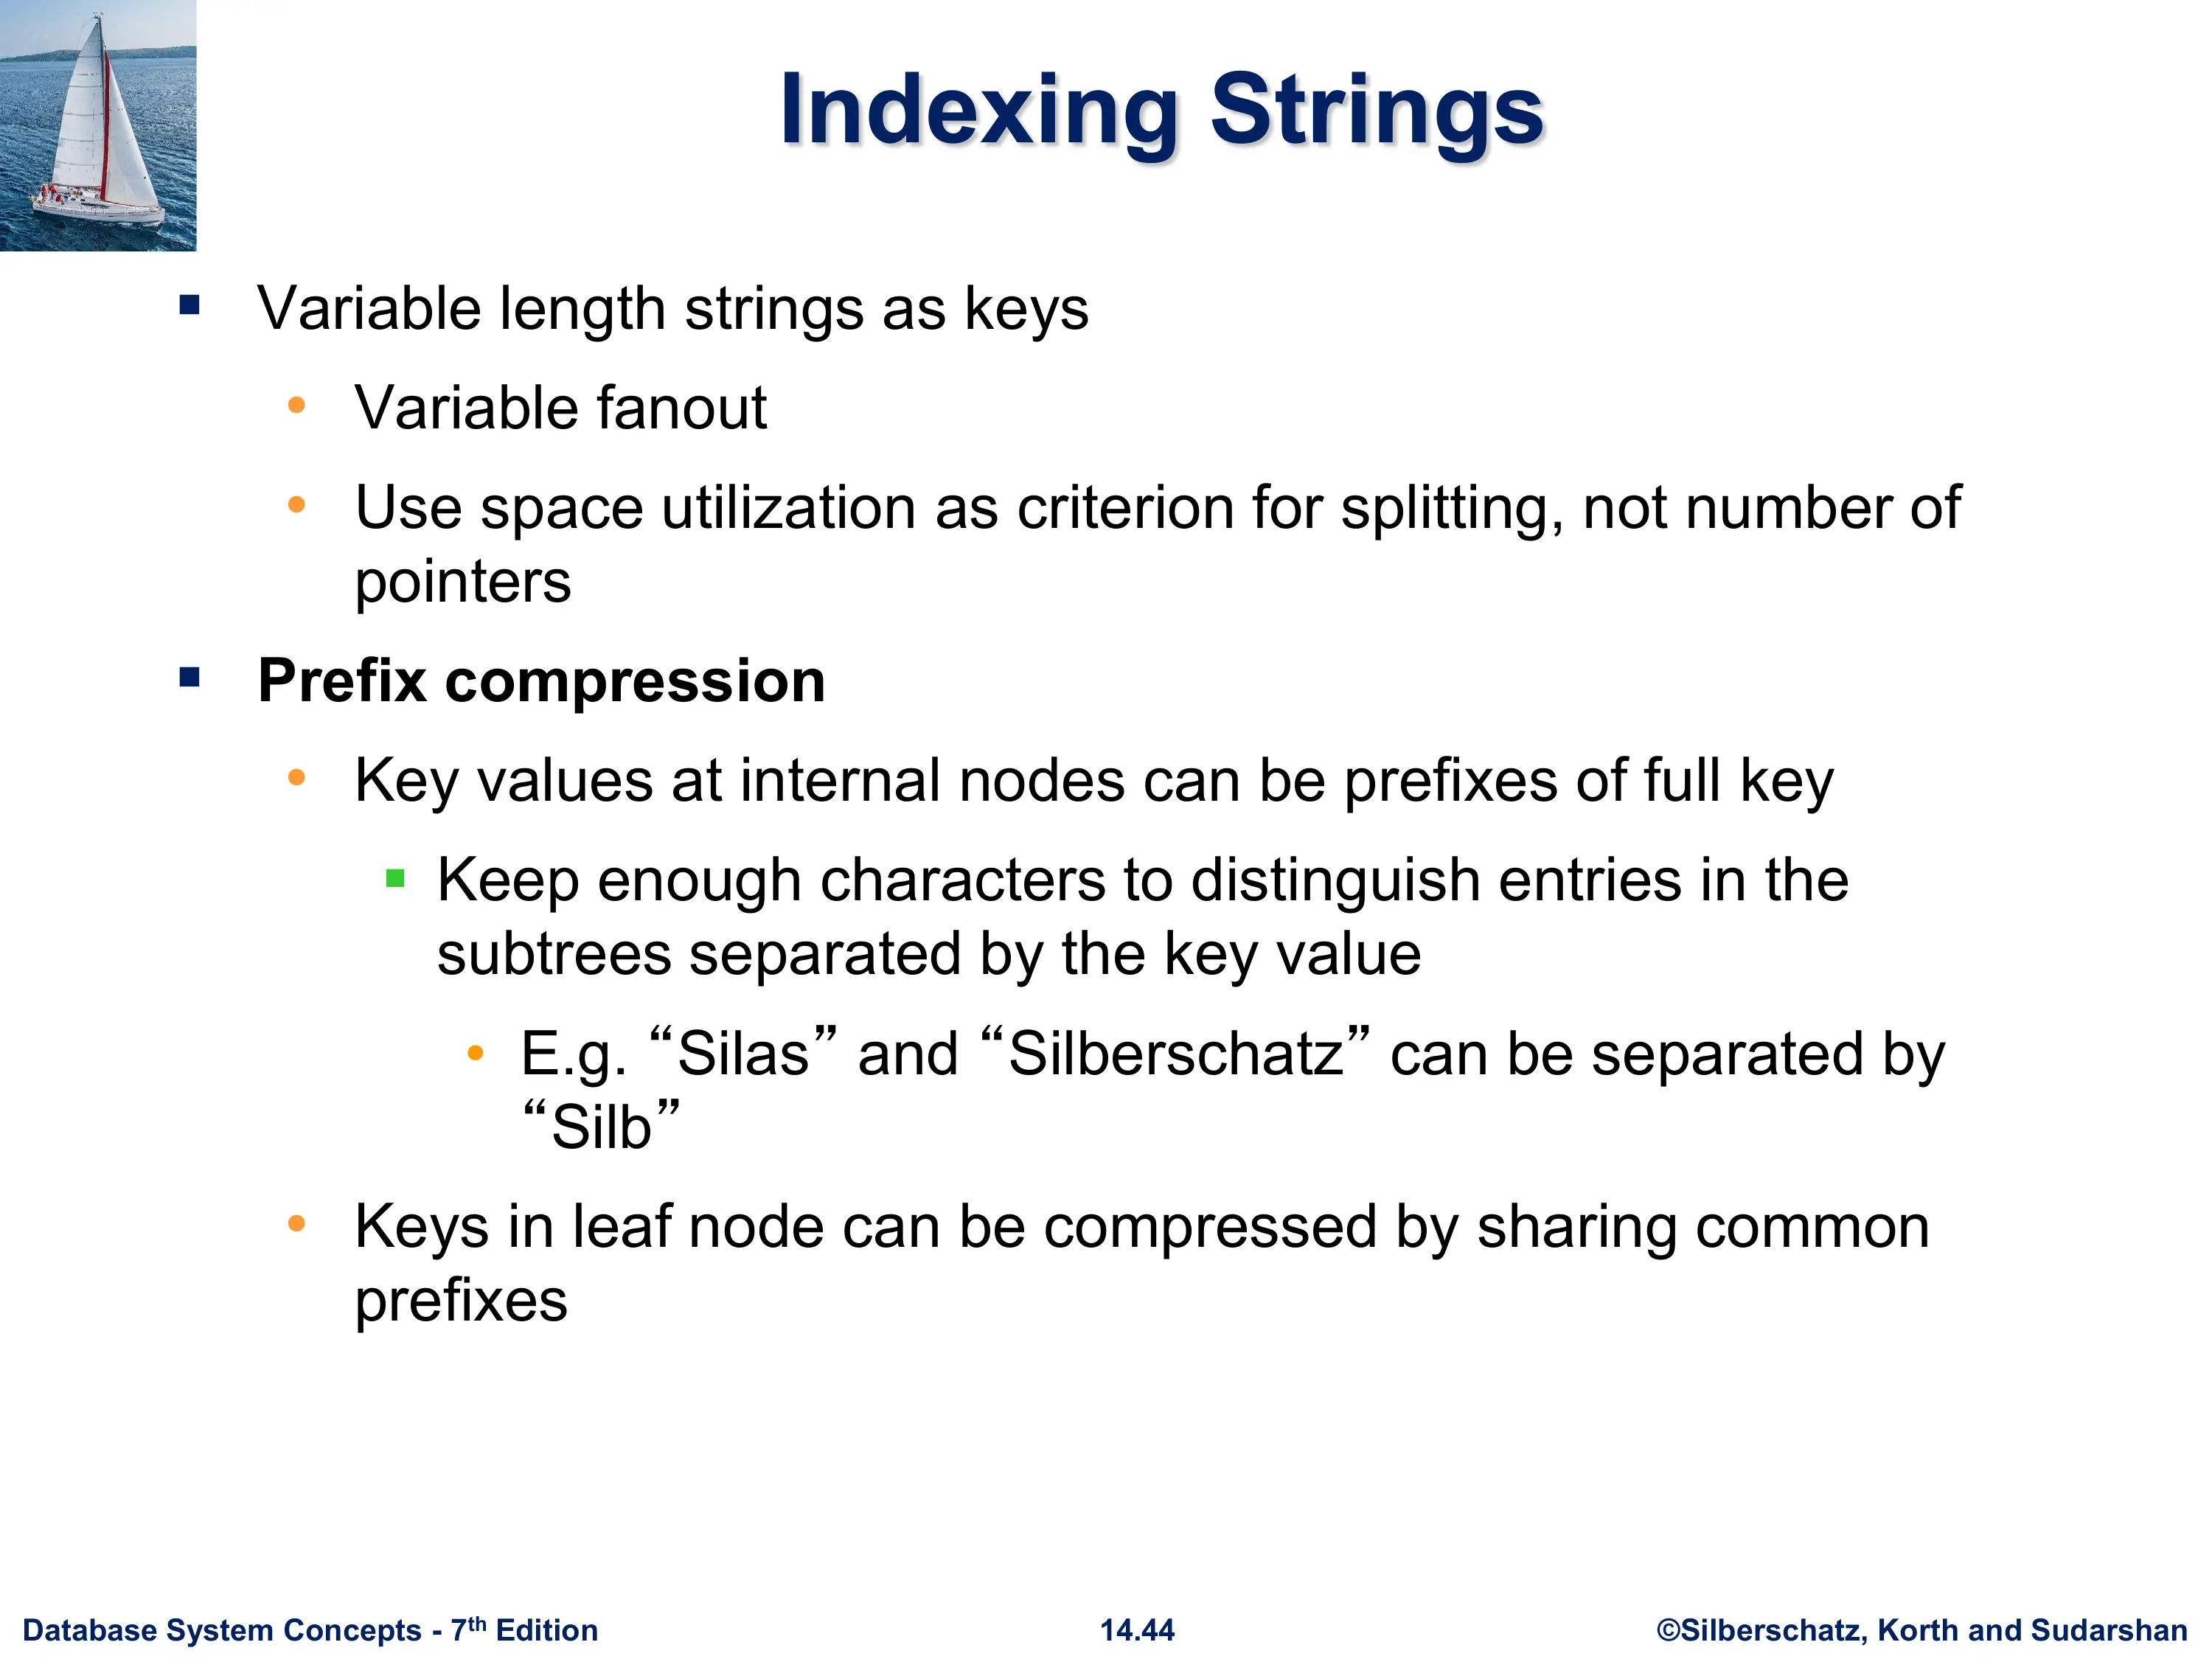 Indexing Strings
▪ Variable length strings as keys
• Variable fanout
• Use space utilization as criterion for splitting, not number of
pointers
▪ Prefix compression
• Key values at internal nodes can be prefixes of full key
▪ Keep enough characters to distinguish entries in the
subtrees separated by the key value
• E.g. “Silas” and “Silberschatz” can be separated by
“Silb”
• Keys in leaf node can be compressed by sharing common
prefixes
Database System Concepts - 7th Edition
14.44
©Silberschatz, Korth and Sudarshan